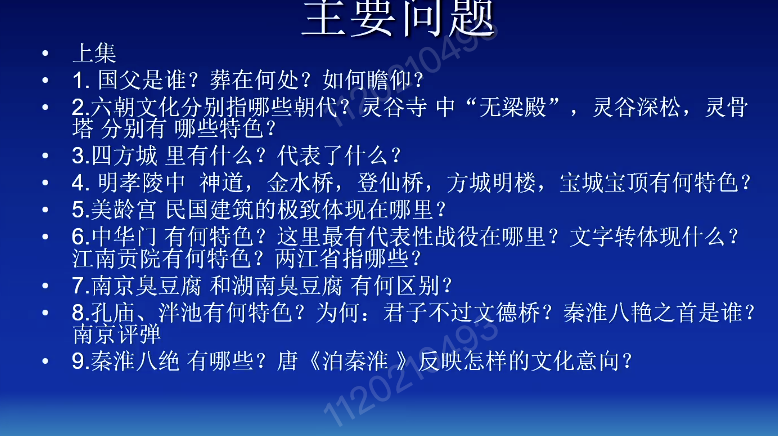 主要问题
• 上集
• 1. 国父是谁？葬在何处？如何瞻仰？
• 2.六朝文化分别指哪些朝代？灵谷寺 中“无梁殿”，灵谷深松，灵骨
塔 分别有 哪些特色？
• 3.四方城 里有什么？代表了什么？
• 4. 明孝陵中 神道，金水桥，登仙桥，方城明楼，宝城宝顶有何特色？
• 5.美龄宫 民国建筑的极致体现在哪里？
• 6.中华门 有何特色？这里最有代表性战役在哪里？文字转体现什么？
江南贡院有何特色？两江省指哪些？
• 7.南京臭豆腐 和湖南臭豆腐 有何区别？
• 8.孔庙、泮池有何特色？为何：君子不过文德桥？秦淮八艳之首是谁？
南京评弹
• 9.秦淮八绝 有哪些？唐《泊秦淮 》反映怎样的文化意向？
1120210493
1120210493